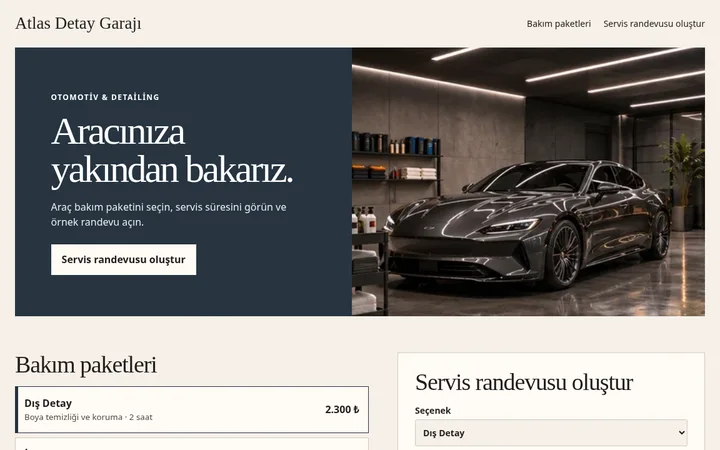 Atlas Detay Garajı
Bakım paketleri
Servis randevusu oluştur
OTOMOTİV & DETAİLİNG
Aracınıza
yakından bakarız.
Araç bakım paketini seçin, servis süresini görün ve
örnek randevu açın.
Servis randevusu oluştur
Bakım paketleri
Dış Detay
Boya temizliği ve koruma · 2 saat
2.300 ₺
Servis randevusu oluştur
Seçenek
Dış Detay